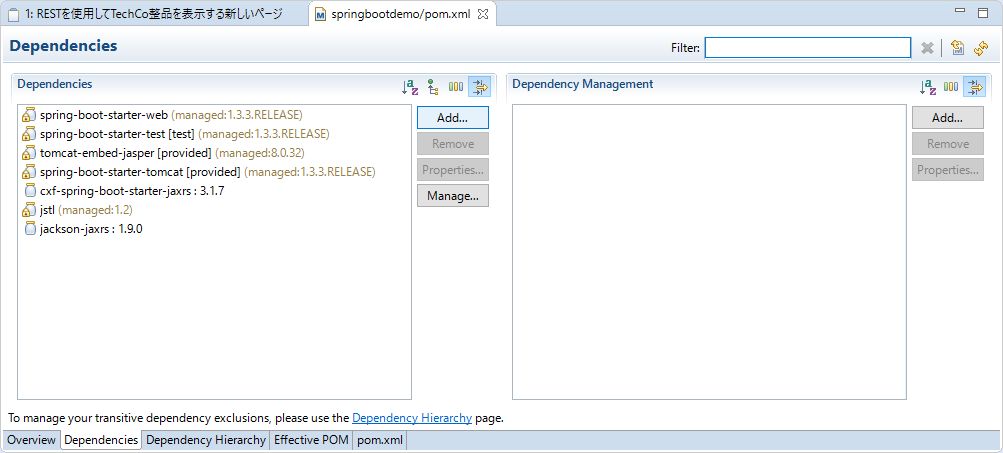 1: RESTを使用してTechCo整品を表示する新しいページ
springbootdemo/pom.xml
Dependencies
Filter:
Dependencies
Dependency Management
spring-boot-starter-web (managed:1.3.3.RELEASE)
spring-boot-starter-test [test] (managed:1.3.3.RELEASE)
tomcat-embed-jasper [provided] (managed:8.0.32)
spring-boot-starter-tomcat [provided] (managed:1.3.3.RELEASE)
cxf-spring-boot-starter-jaxrs : 3.1.7
jstl (managed:1.2)
jackson-jaxrs : 1.9.0
Add...
Remove
Properties...
Manage...
Add...
Remove
Properties...
To manage your transitive dependency exclusions, please use the Dependency Hierarchy page.
Overview
Dependencies
Dependency Hierarchy
Effective POM
pom.xml